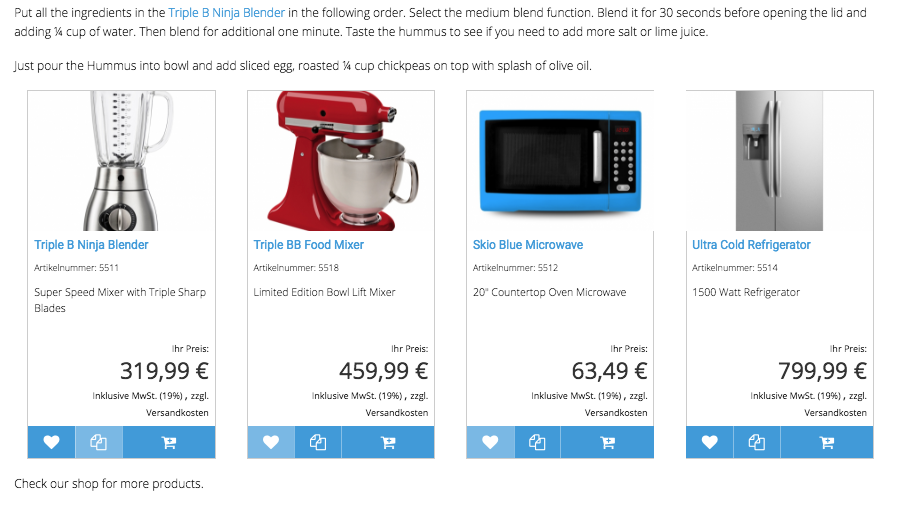 Put all the ingredients in the Triple B Ninja Blender in the following order. Select the medium blend function. Blend it for 30 seconds before opening the lid and
adding ¼ cup of water. Then blend for additional one minute. Taste the hummus to see if you need to add more salt or lime juice.
Just pour the Hummus into bowl and add sliced egg, roasted ¼ cup chickpeas on top with splash of olive oil.
Triple B Ninja Blender
Artikelnummer: 5511
Super Speed Mixer with Triple Sharp
Blades
Ihr Preis:
319,99 €
Inklusive MwSt. (19%) , zzgl.
Versandkosten
Triple BB Food Mixer
Artikelnummer: 5518
Limited Edition Bowl Lift Mixer
Ihr Preis:
459,99 €
Inklusive MwSt. (19%) , zzgl.
Versandkosten
Skio Blue Microwave
Artikelnummer: 5512
20" Countertop Oven Microwave
Ihr Preis:
63,49 €
Inklusive MwSt. (19%) , zzgl.
Versandkosten
Ultra Cold Refrigerator
Artikelnummer: 5514
1500 Watt Refrigerator
Ihr Preis:
799,99 €
Inklusive MwSt. (19%) , zzgl.
Versandkosten
Check our shop for more products.